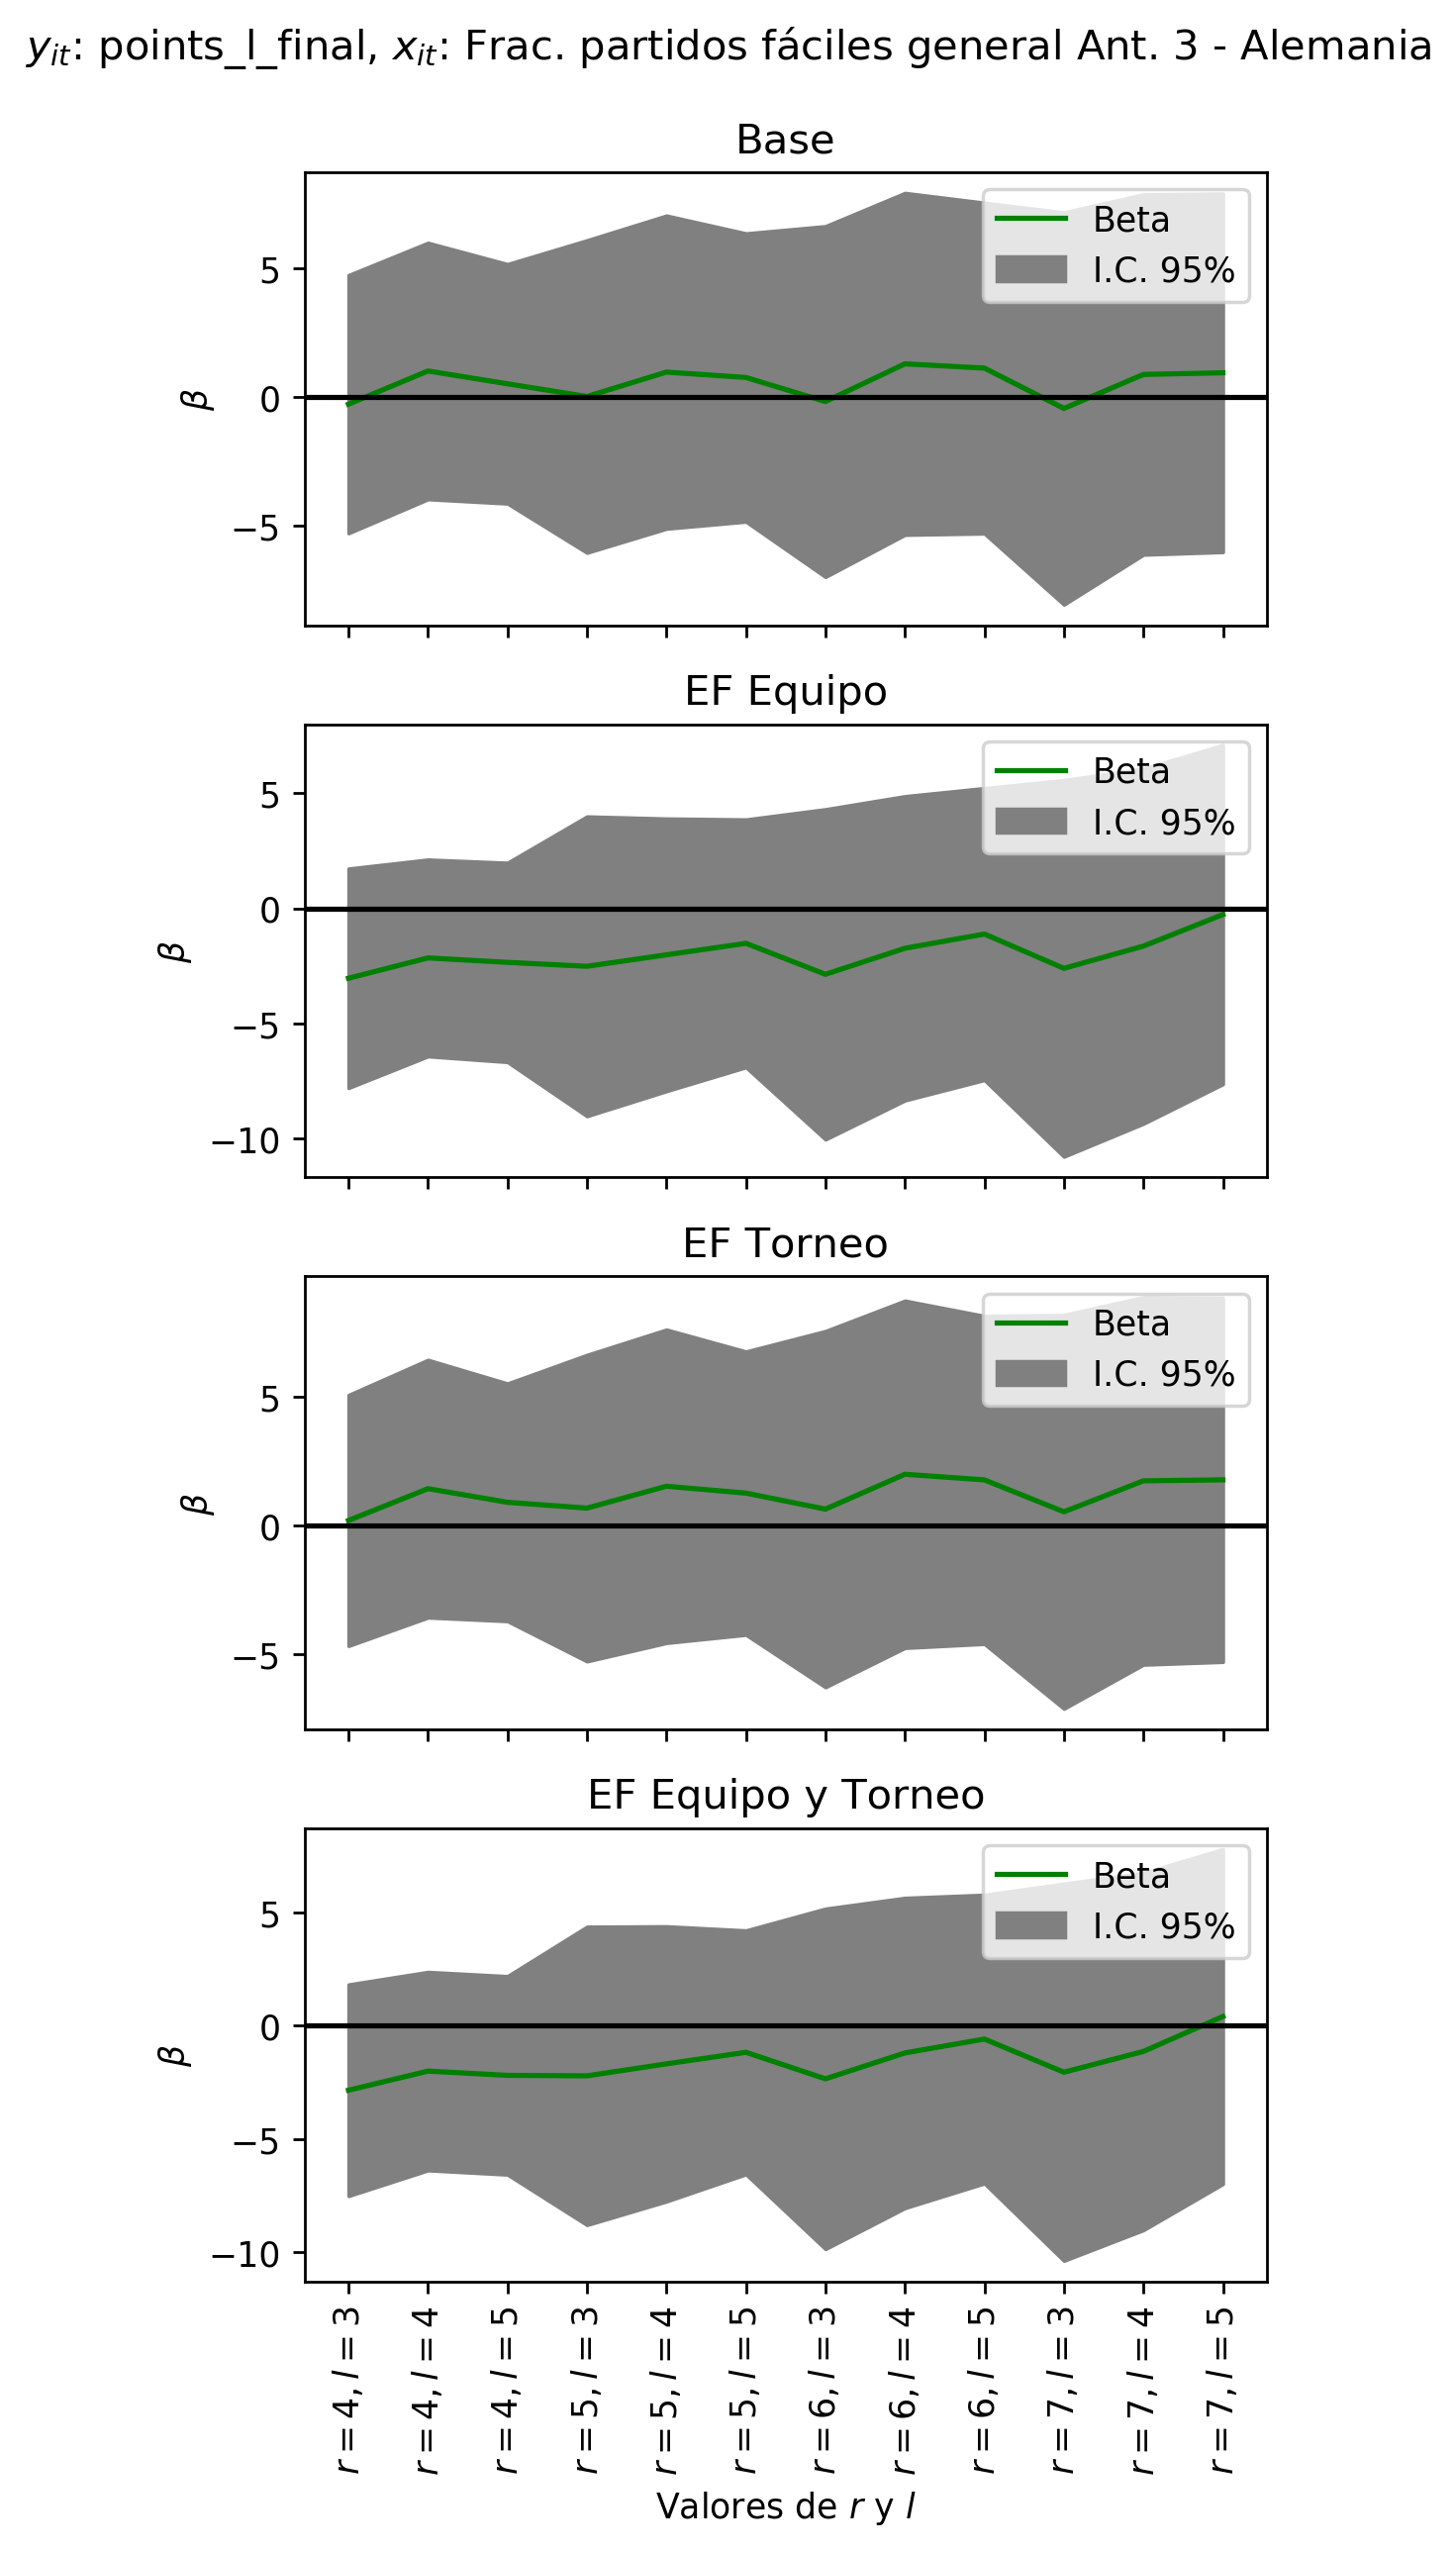 y_it: points_l_final, x_it: Frac. partidos fáciles general Ant. 3 - Alemania
Base
Beta
I.C. 95%
5
0
−5
β
EF Equipo
Beta
I.C. 95%
5
0
−5
−10
β
EF Torneo
Beta
I.C. 95%
5
0
−5
β
EF Equipo y Torneo
Beta
I.C. 95%
5
0
−5
−10
β
r = 4, l = 3
r = 4, l = 4
r = 4, l = 5
r = 5, l = 3
r = 5, l = 4
r = 5, l = 5
r = 6, l = 3
r = 6, l = 4
r = 6, l = 5
r = 7, l = 3
r = 7, l = 4
r = 7, l = 5
Valores de r y l